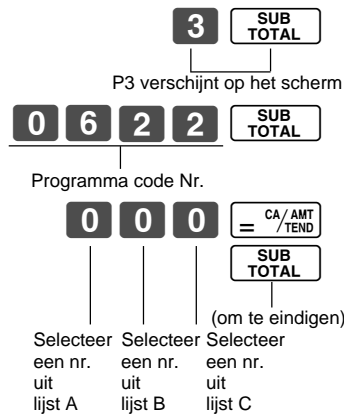 3 SUB TOTAL
P3 verschijnt op het scherm
0 6 2 2 SUB TOTAL
Programma code Nr.
0 0 0 = CA/AMT TEND
SUB TOTAL
(om te eindigen)
Selecteer Selecteer Selecteer
een nr. een nr. een nr.
uit uit uit
lijst A lijst B lijst C